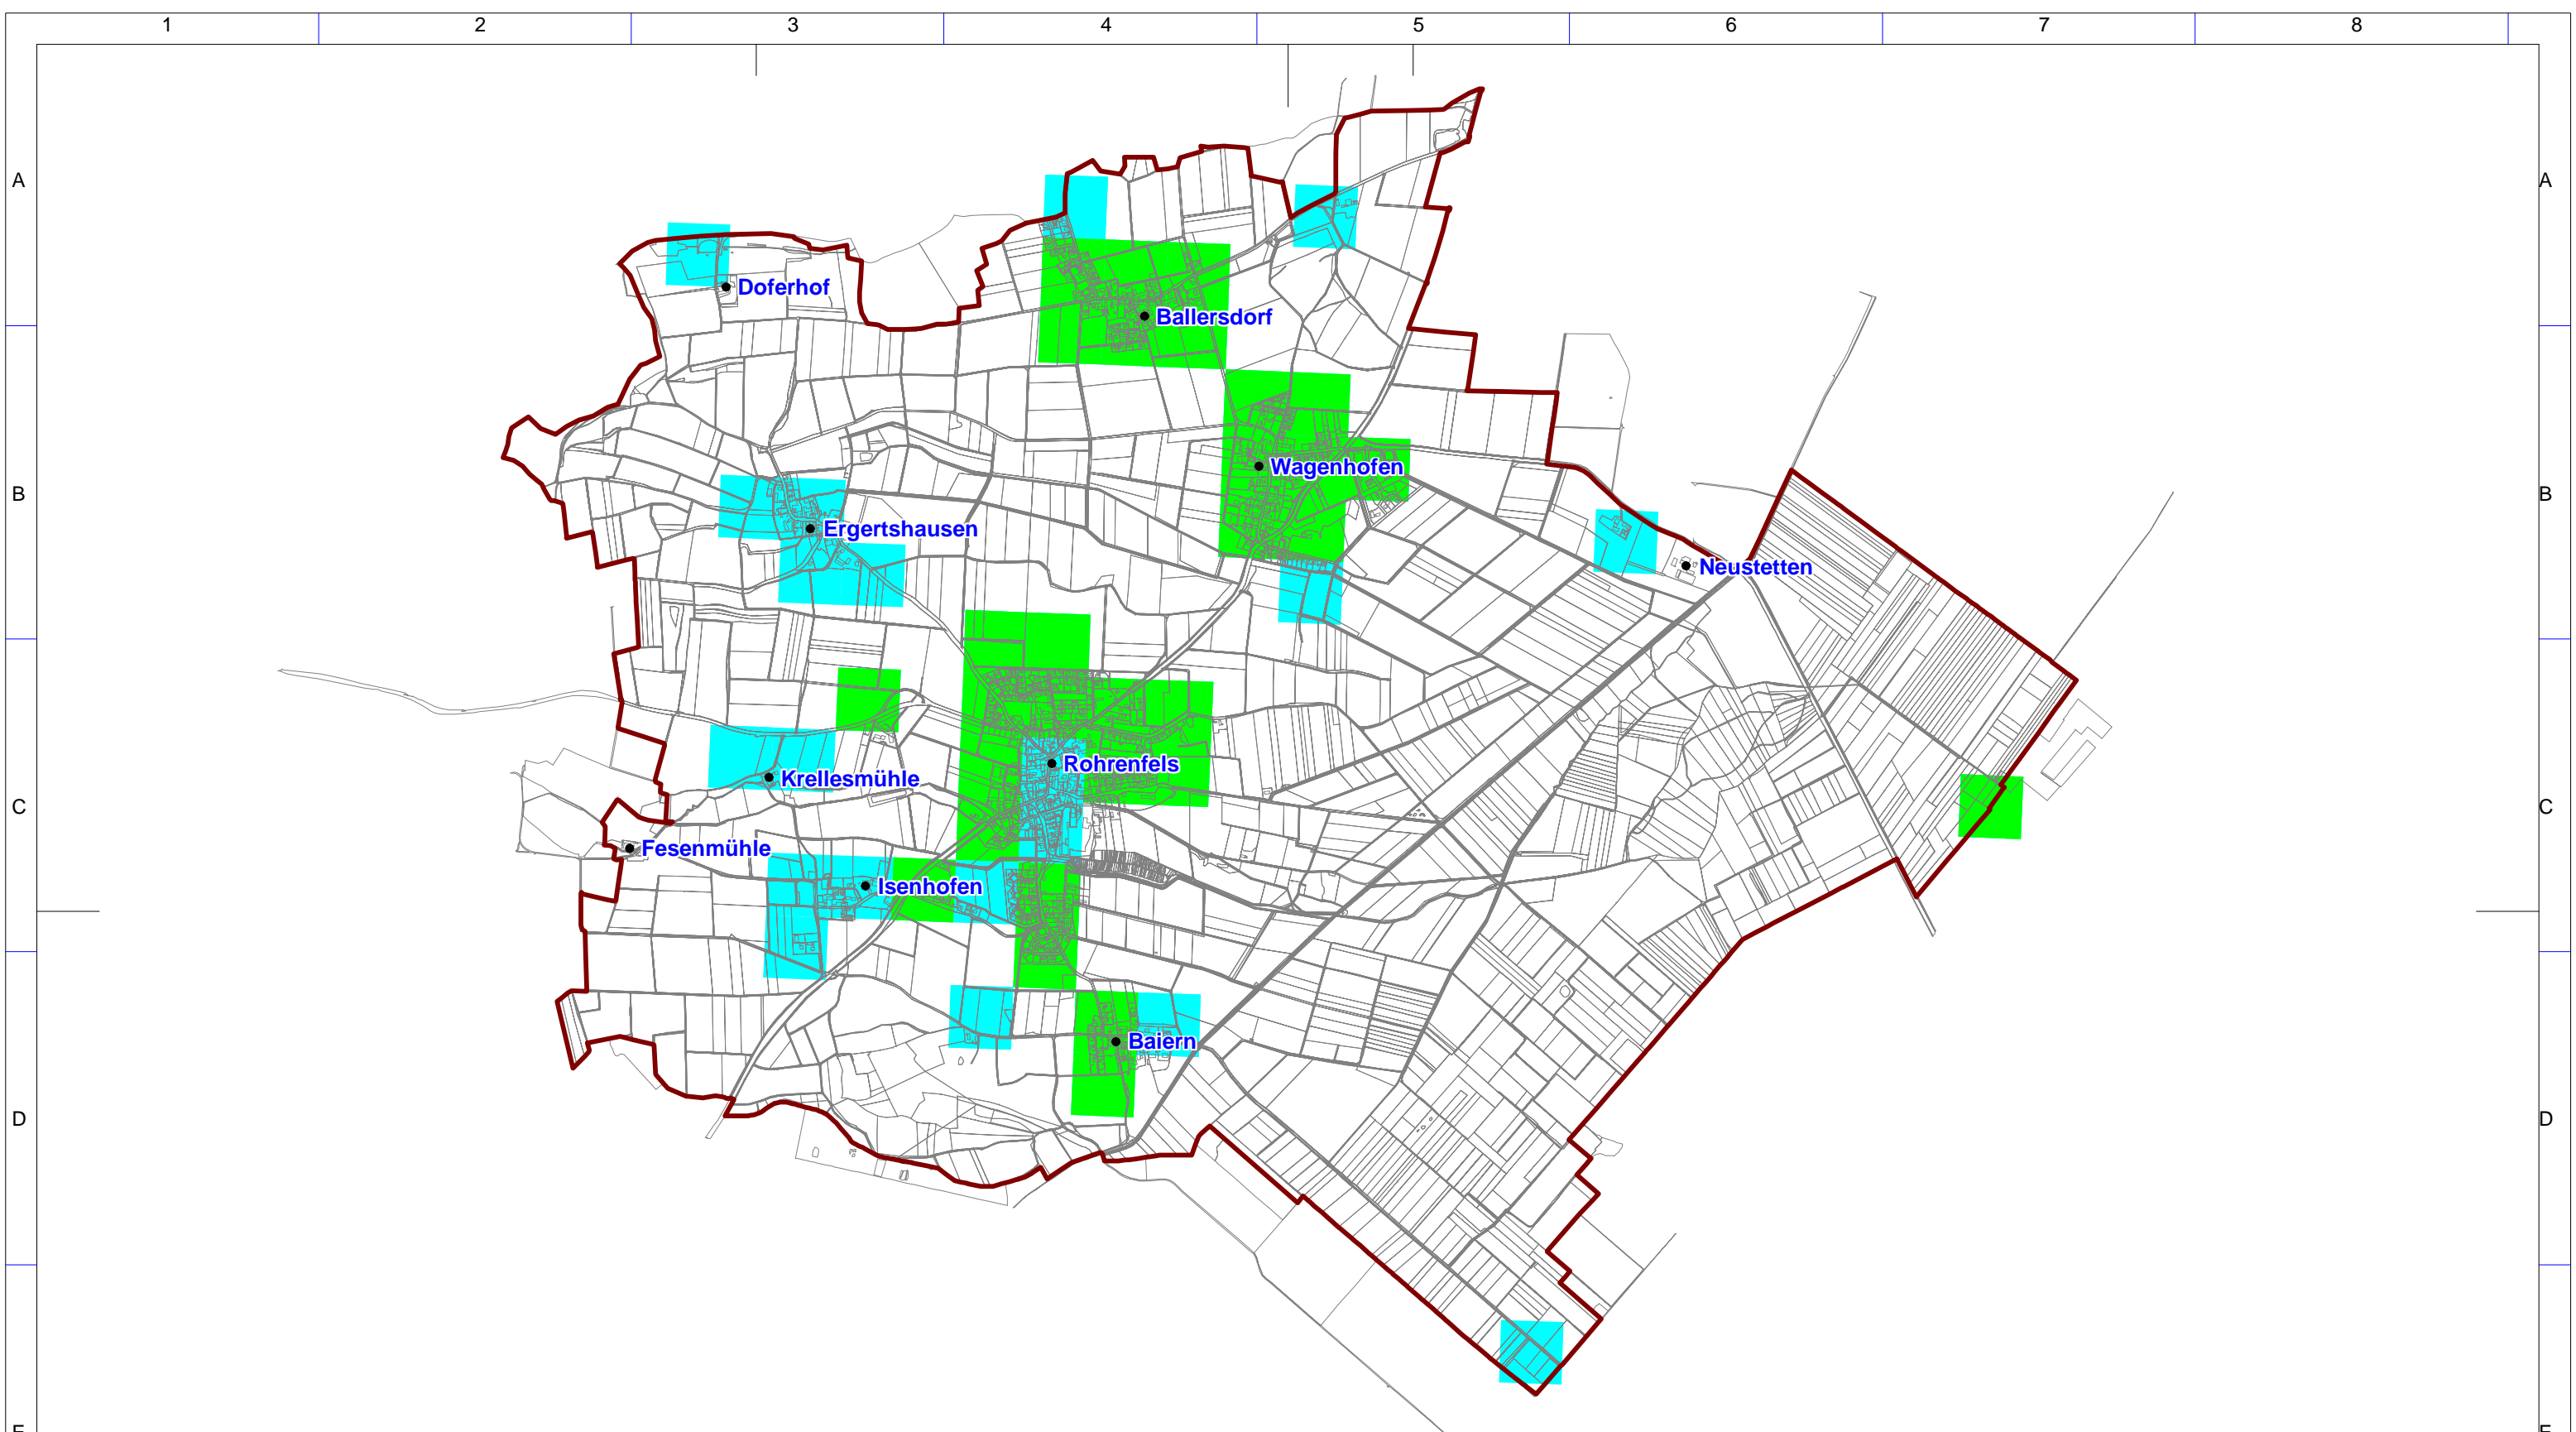 1 2 3 4 5 6 7 8
A A
Doferhof
Ballersdorf
Wagenhofen
B B
Ergertshausen
Neustetten
Rohrenfels
Krellesmühle
C C
Fesenmühle
Isenhofen
Baiern
D D